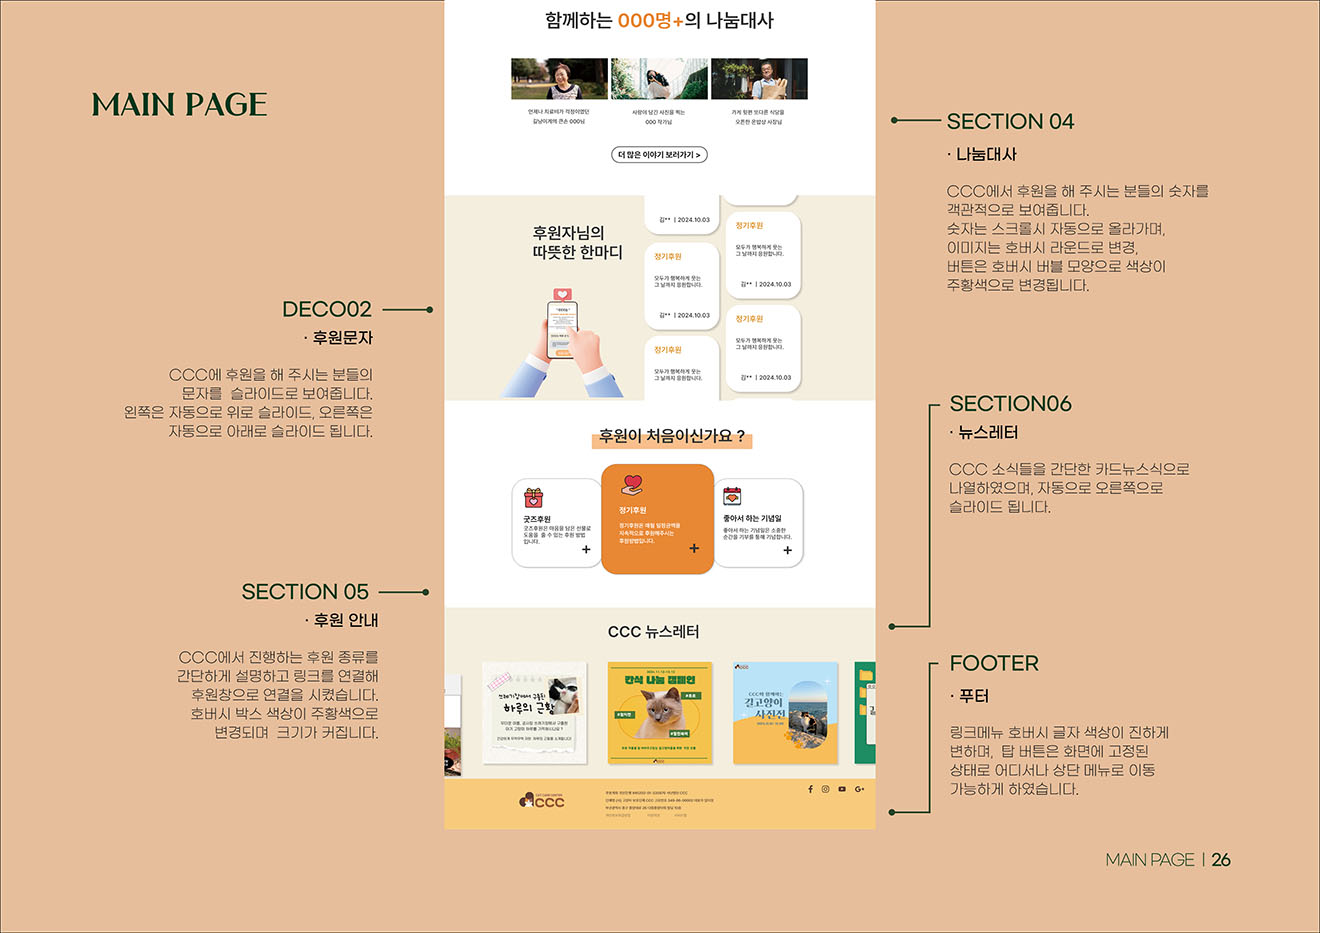 MAIN PAGE
함께하는 000명+의 나눔대사
언제나 치료비가 걱정이였던
길냥이계의 큰손 000님
사랑이 담긴 사진을 찍는
000 작가님
가게 뒷편 또다른 식당을
오픈한 온밥상 사장님
더 많은 이야기 보러가기 >
SECTION 04
· 나눔대사
CCC에서 후원을 해 주시는 분들의 숫자를
객관적으로 보여줍니다.
숫자는 스크롤시 자동으로 올라가며,
이미지는 호버시 라운드로 변경,
버튼은 호버시 버블 모양으로 색상이
주황색으로 변경됩니다.
후원자님의
따뜻한 한마디
김** | 2024.10.03
정기후원
모두가 행복하게 웃는
그 날까지 응원합니다.
김** | 2024.10.03
정기후원
모두가 행복하게 웃는
그 날까지 응원합니다.
정기후원
모두가 행복하게 웃는
그 날까지 응원합니다.
김** | 2024.10.03
정기후원
모두가 행복하게 웃는
그 날까지 응원합니다.
김** | 2024.10.03
DECO02
· 후원문자
CCC에 후원을 해 주시는 분들의
문자를 슬라이드로 보여줍니다.
왼쪽은 자동으로 위로 슬라이드, 오른쪽은
자동으로 아래로 슬라이드 됩니다.
후원이 처음이신가요 ?
굿즈후원
굿즈후원은 마음을 담은 선물로
도움을 줄 수 있는 후원 방법
입니다.
+
정기후원
정기후원은 매월 일정금액을
지속적으로 후원해주시는
후원방법입니다.
+
좋아서 하는 기념일
좋아서 하는 기념일은 소중한
순간을 기부를 통해 기념합니다.
+
SECTION06
· 뉴스레터
CCC 소식들을 간단한 카드뉴스식으로
나열하였으며, 자동으로 오른쪽으로
슬라이드 됩니다.
SECTION 05
· 후원 안내
CCC에서 진행하는 후원 종류를
간단하게 설명하고 링크를 연결해
후원창으로 연결을 시켰습니다.
호버시 박스 색상이 주황색으로
변경되며 크기가 커집니다.
CCC 뉴스레터
쓰레기집에서 구출된
하루의 근황
간식 나눔 캠페인
CCC
CCC와 함께하는
길고양이
사진전
CCC
FOOTER
· 푸터
링크메뉴 호버시 글자 색상이 진하게
변하며, 탑 버튼은 화면에 고정된
상태로 어디서나 상단 메뉴로 이동
가능하게 하였습니다.
MAIN PAGE | 26